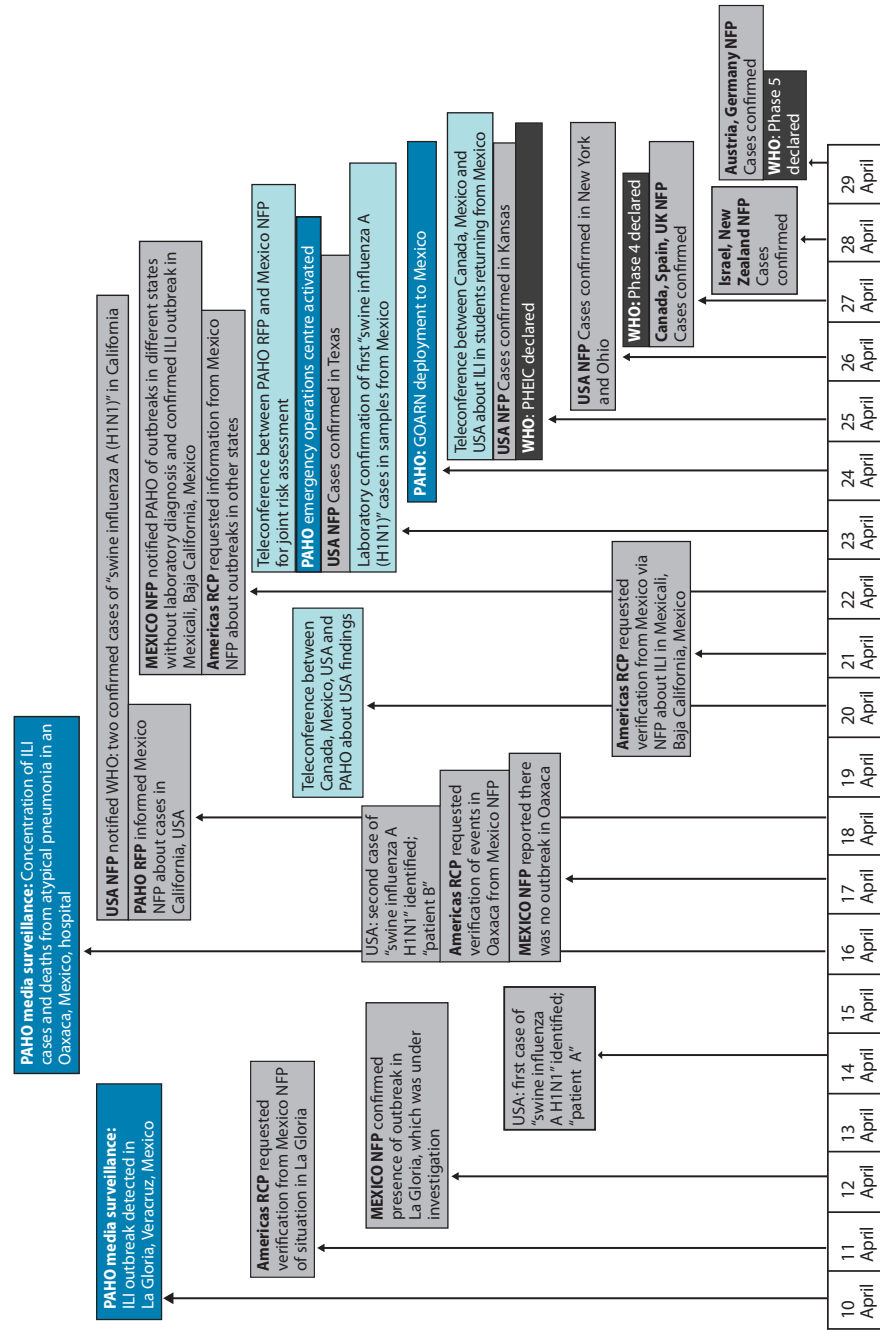 PAHO media surveillance:
ILI outbreak detected in
La Gloria, Veracruz, Mexico
Americas RCP requested
verification from Mexico NFP
of situation in La Gloria
MEXICO NFP confirmed
presence of outbreak in
La Gloria, which was under
investigation
USA: first case of
“swine influenza
A H1N1” identified;
“patient A”
PAHO media surveillance: Concentration of ILI
cases and deaths from atypical pneumonia in an
Oaxaca, Mexico, hospital
USA: second case of
“swine influenza A
H1N1” identified;
“patient B”
Americas RCP requested
verification of events in
Oaxaca from Mexico NFP
MEXICO NFP reported there
was no outbreak in Oaxaca
USA NFP notified WHO: two confirmed cases of “swine influenza A (H1N1)” in California
PAHO RFP informed Mexico
NFP about cases in
California, USA
Teleconference between
Canada, Mexico, USA and
PAHO about USA findings
Americas RCP requested
verification from Mexico via
NFP about ILI in Mexicali,
Baja California, Mexico
MEXICO NFP notified PAHO of outbreaks in different states
without laboratory diagnosis and confirmed ILI outbreak in
Mexicali, Baja California, Mexico
Americas RCP requested information from Mexico
NFP about outbreaks in other states
Teleconference between PAHO RFP and Mexico NFP
for joint risk assessment
PAHO emergency operations centre activated
USA NFP Cases confirmed in Texas
Laboratory confirmation of first “swine influenza A
(H1N1)” cases in samples from Mexico
PAHO: GOARN deployment to Mexico
Teleconference between Canada, Mexico and
USA about ILI in students returning from Mexico
USA NFP Cases confirmed in Kansas
WHO: PHEIC declared
USA NFP Cases confirmed in New York
and Ohio
WHO: Phase 4 declared
Canada, Spain, UK NFP
Cases confirmed
Israel, New
Zealand NFP
Cases
confirmed
Austria, Germany NFP
Cases confirmed
WHO: Phase 5
declared
10
April
11
April
12
April
13
April
14
April
15
April
16
April
17
April
18
April
19
April
20
April
21
April
22
April
23
April
24
April
25
April
26
April
27
April
28
April
29
April